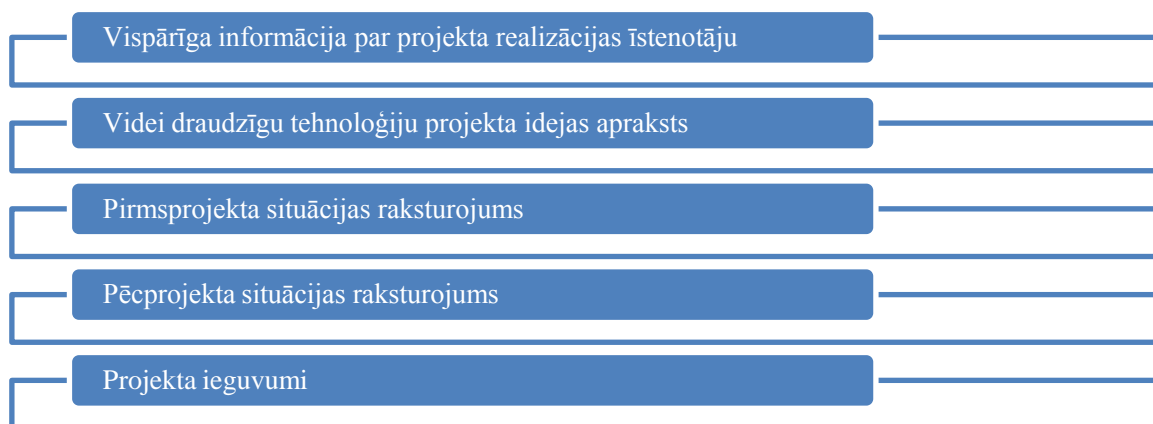 Vispārīga informācija par projekta realizācijas īstenotāju
Videi draudzīgu tehnoloģiju projekta idejas apraksts
Pirmsprojekta situācijas raksturojums
Pēcprojekta situācijas raksturojums
Projekta ieguvumi